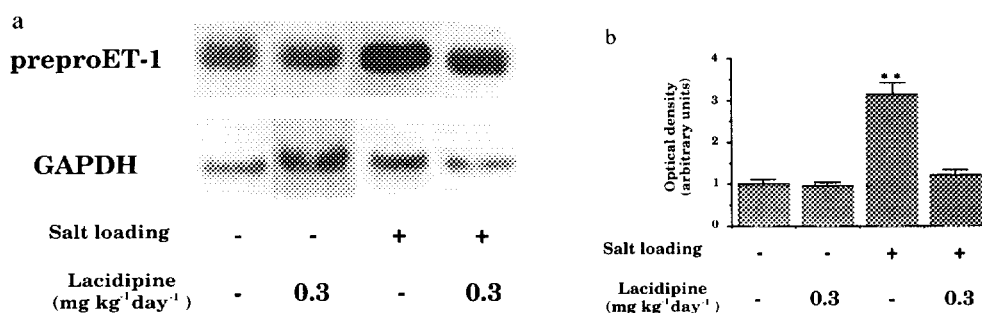 a
preproET-1
GAPDH
Salt loading - - + +
Lacidipine
(mg kg⁻¹day⁻¹) - 0.3 - 0.3
b
Optical density
(arbitrary units)
4
3
2
1
0
**
Salt loading - - + +
Lacidipine
(mg kg⁻¹day⁻¹) - 0.3 - 0.3